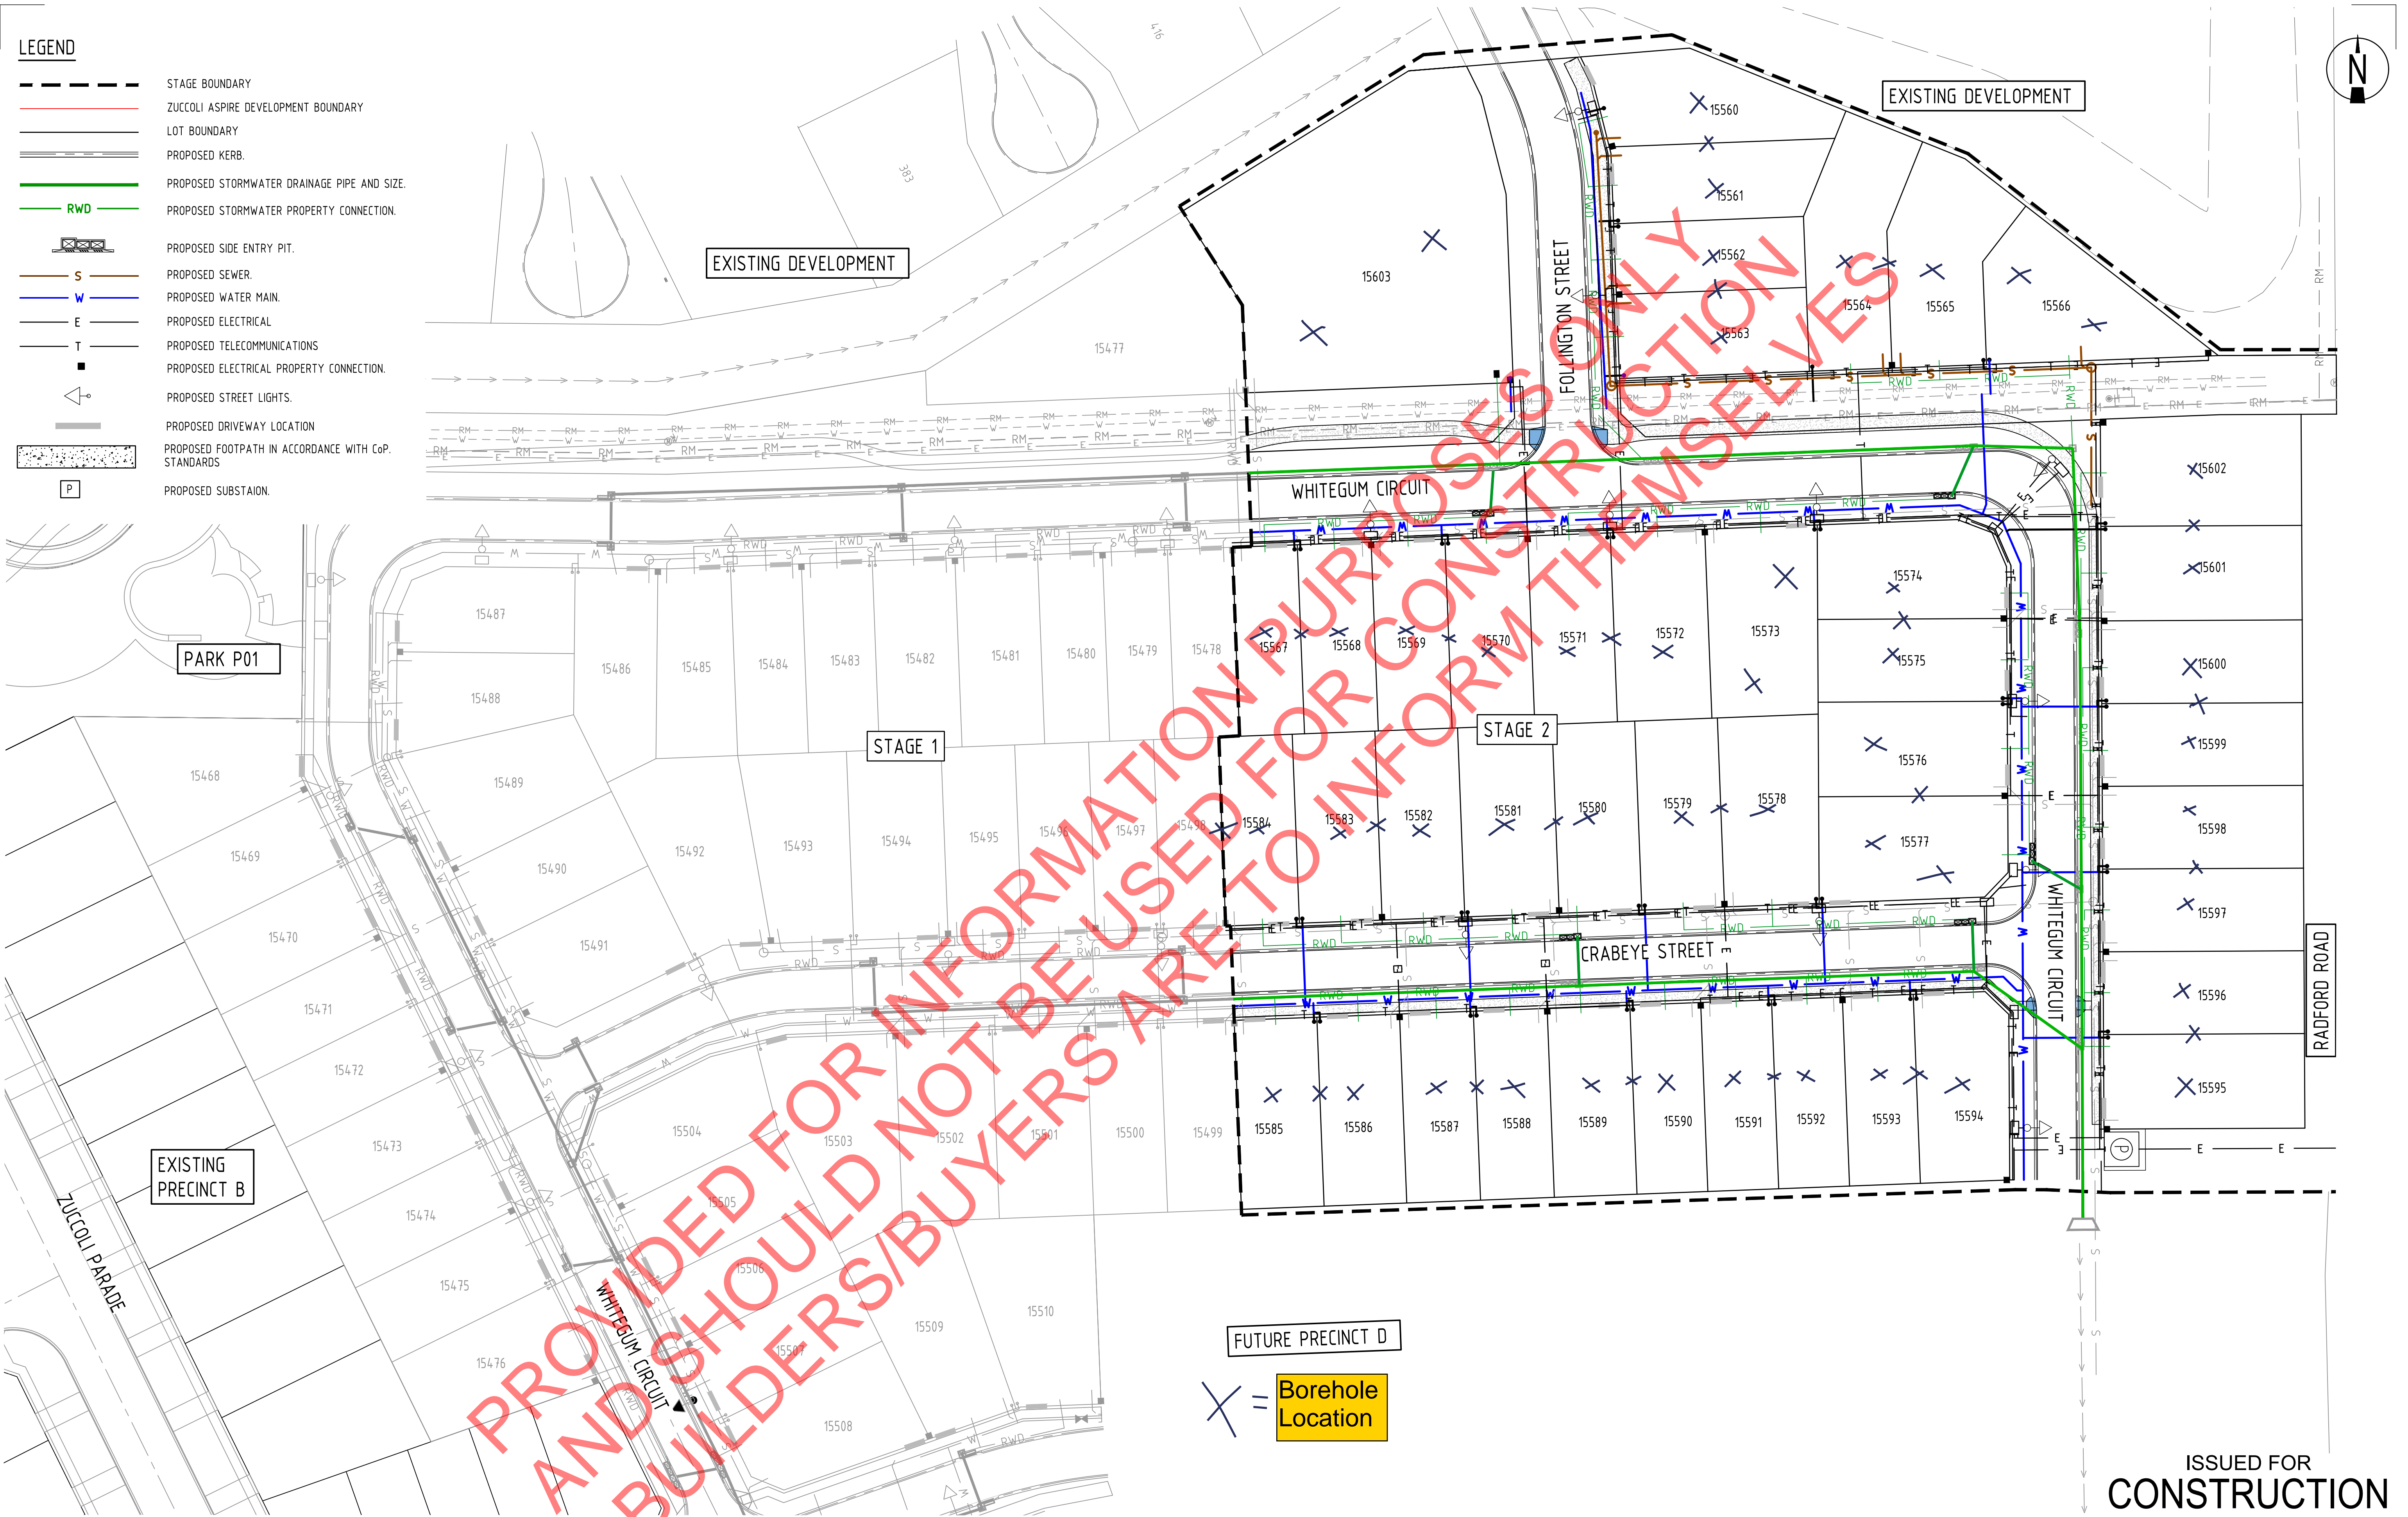 LEGEND
STAGE BOUNDARY
ZUCCOLI ASPIRE DEVELOPMENT BOUNDARY
LOT BOUNDARY
PROPOSED KERB.
PROPOSED STORMWATER DRAINAGE PIPE AND SIZE.
RWD
PROPOSED STORMWATER PROPERTY CONNECTION.
PROPOSED SIDE ENTRY PIT.
S
PROPOSED SEWER.
W
PROPOSED WATER MAIN.
E
PROPOSED ELECTRICAL
T
PROPOSED TELECOMMUNICATIONS
PROPOSED ELECTRICAL PROPERTY CONNECTION.
PROPOSED STREET LIGHTS.
PROPOSED DRIVEWAY LOCATION
PROPOSED FOOTPATH IN ACCORDANCE WITH CoP.
STANDARDS
P
PROPOSED SUBSTAION.
N
416
383
EXISTING DEVELOPMENT
EXISTING DEVELOPMENT
15603
15560
15561
15562
15563
15564
15565
15566
FOLINGTON STREET
15477
WHITEGUM CIRCUIT
15602
15601
15600
15599
15598
15597
15596
15595
PARK P01
15487
15488
15486
15485
15484
15483
15482
15481
15480
15479
15478
15567
15568
15569
15570
15571
15572
15573
15574
15575
15576
15577
STAGE 1
STAGE 2
15468
15469
15470
15471
15472
15473
15474
15475
15476
15489
15490
15491
15492
15493
15494
15495
15496
15497
15498
15584
15583
15582
15581
15580
15579
15578
CRABEYE STREET
WHITEGUM CIRCUIT
RADFORD ROAD
15504
15503
15502
15501
15500
15499
15585
15586
15587
15588
15589
15590
15591
15592
15593
15594
P
EXISTING
PRECINCT B
ZUCCOLI PARADE
WHITEGUM CIRCUIT
15505
15506
15507
15508
15509
15510
FUTURE PRECINCT D
X = Borehole
Location
PROVIDED FOR INFORMATION PURPOSES ONLY
AND SHOULD NOT BE USED FOR CONSTRUCTION
BUILDERS/BUYERS ARE TO INFORM THEMSELVES
ISSUED FOR
CONSTRUCTION